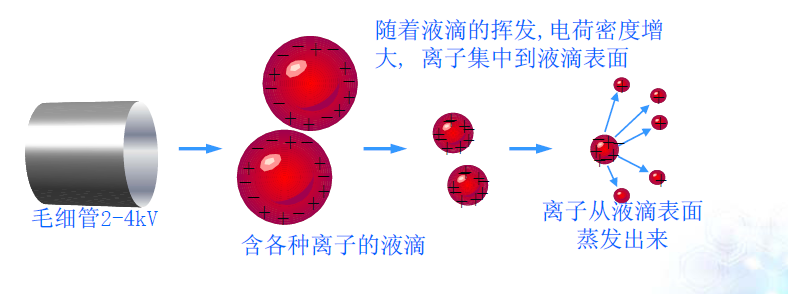 随着液滴的挥发,电荷密度增
大, 离子集中到液滴表面
毛细管2-4kV
含各种离子的液滴
离子从液滴表面
蒸发出来